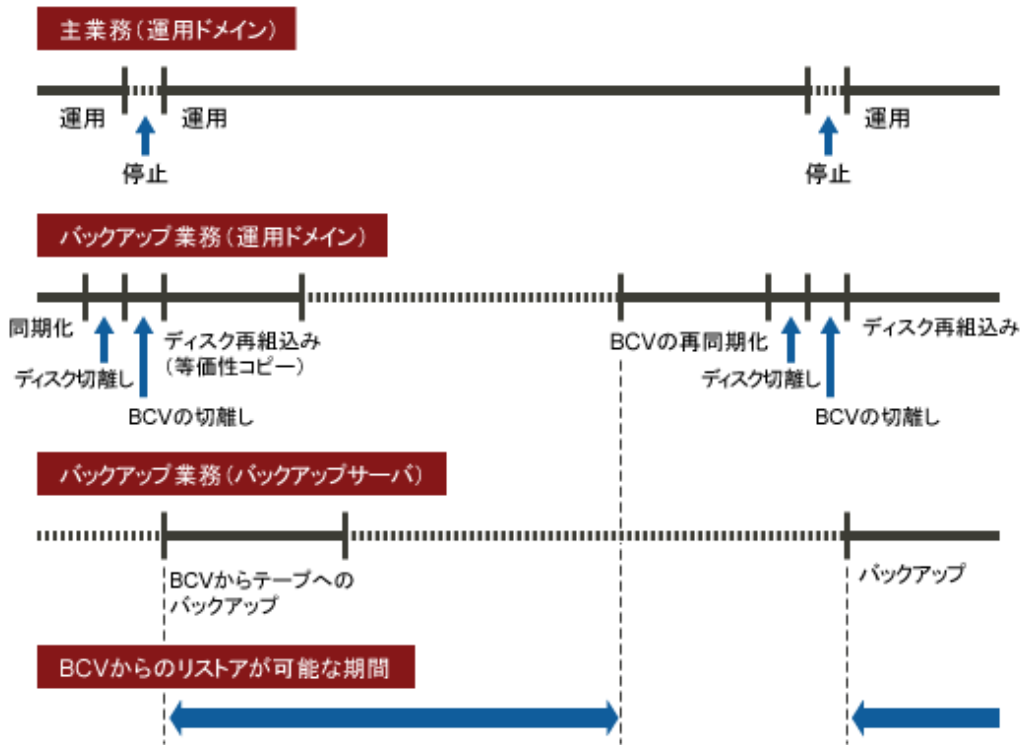 主業務(運用ドメイン)
運用
運用
運用
停止
停止
バックアップ業務(運用ドメイン)
同期化
ディスク再組込み
(等価性コピー)
BCVの再同期化
ディスク再組込み
ディスク切離し
ディスク切離し
BCVの切離し
BCVの切離し
バックアップ業務(バックアップサーバ)
BCVからテープへの
バックアップ
バックアップ
BCVからのリストアが可能な期間